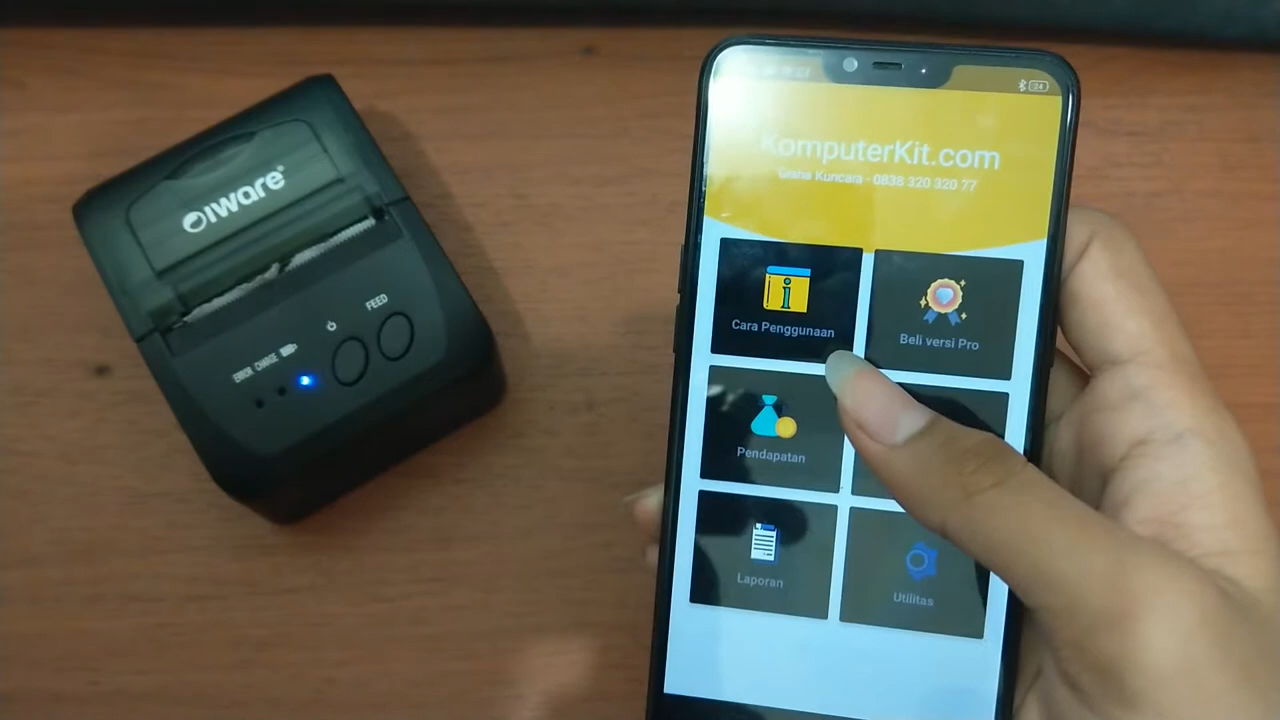 iware
FEED
ERROR CHARGE
KomputerKit.com
Graha Kuncara - 0838 320 320 77
Cara Penggunaan
Beli versi Pro
Pendapatan
Laporan
Utilitas
24